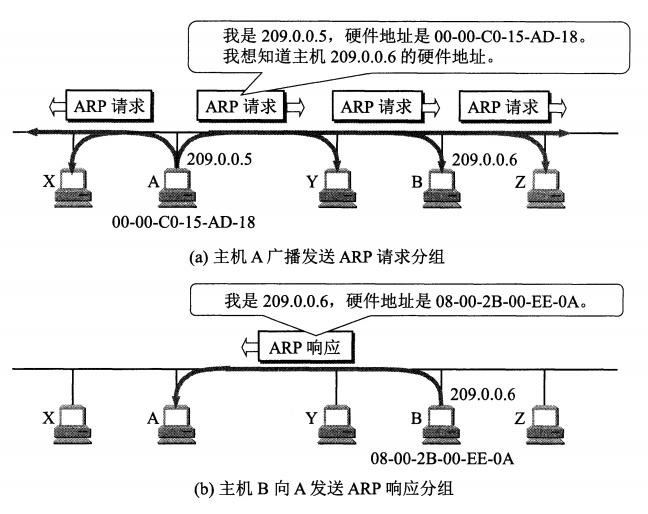 我是 209.0.0.5，硬件地址是 00-00-C0-15-AD-18。
我想知道主机 209.0.0.6 的硬件地址。
ARP 请求
ARP 请求
ARP 请求
ARP 请求
209.0.0.5
209.0.0.6
X
A
Y
B
Z
00-00-C0-15-AD-18
(a) 主机 A 广播发送 ARP 请求分组
我是 209.0.0.6，硬件地址是 08-00-2B-00-EE-0A。
ARP 响应
209.0.0.6
X
A
Y
B
Z
08-00-2B-00-EE-0A
(b) 主机 B 向 A 发送 ARP 响应分组